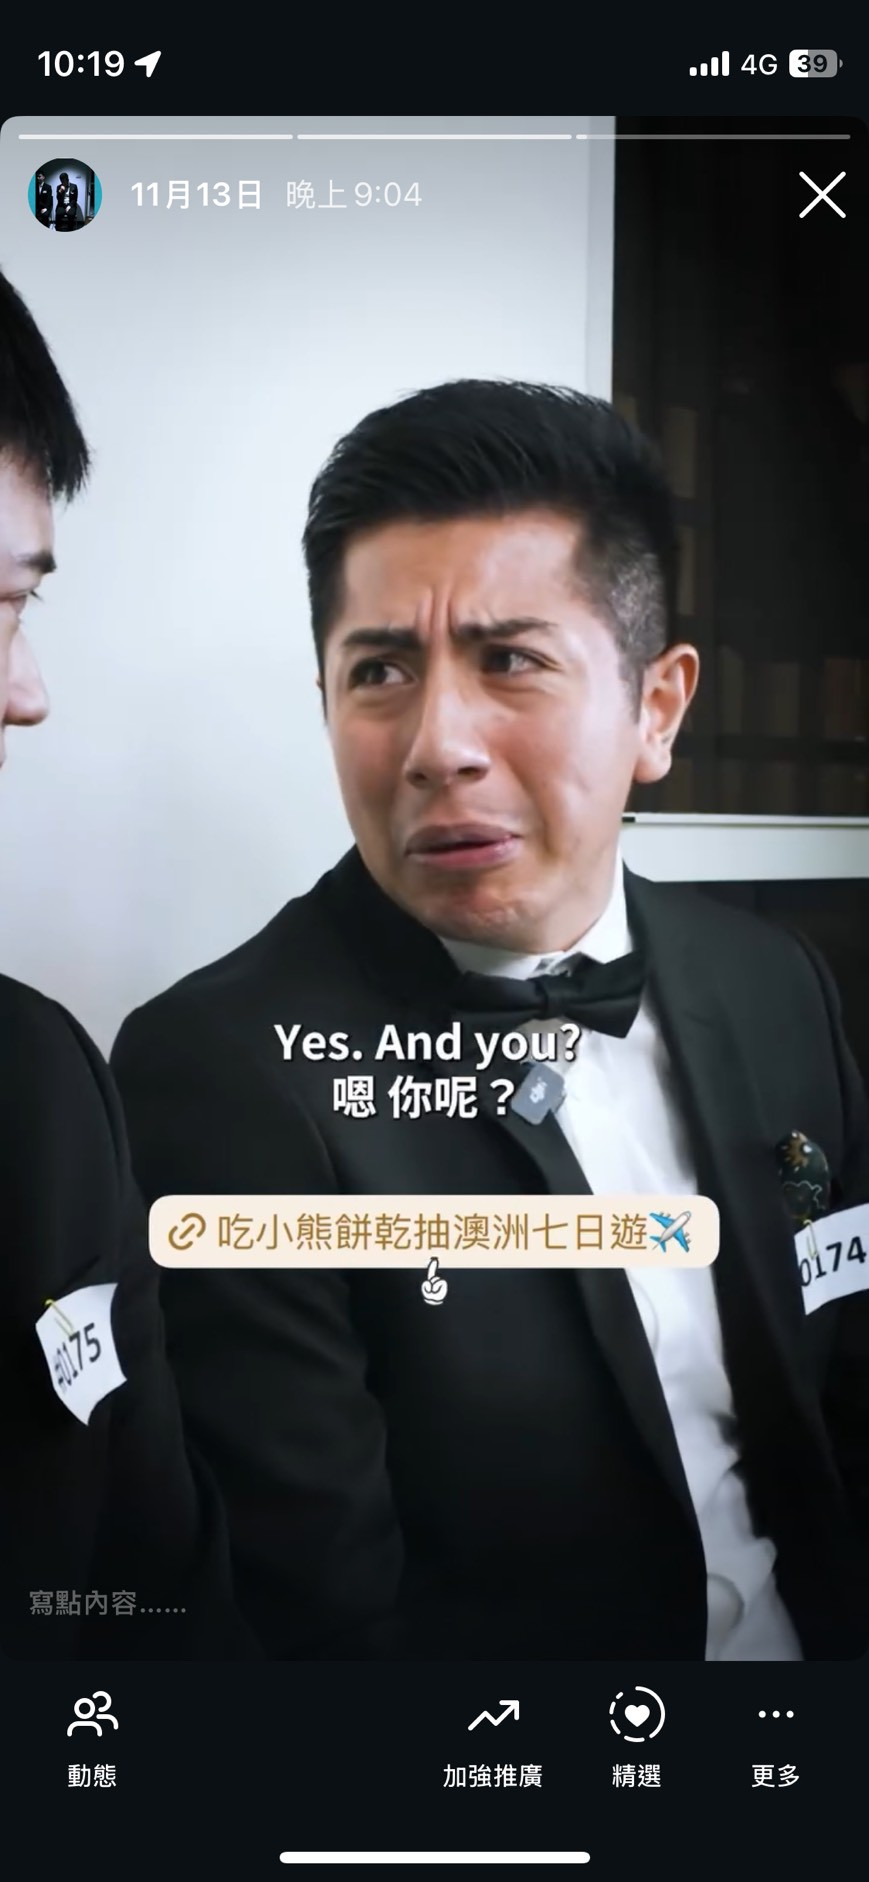 10:19
4G
39
11月13日 晚上9:04
Yes. And you?
嗯 你呢？
吃小熊餅乾抽澳洲七日遊✈️
0174
#0175
寫點內容……
動態
加強推廣
精選
更多